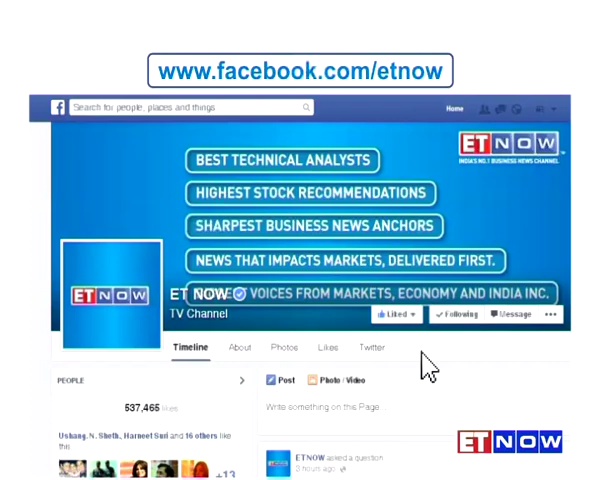 www.facebook.com/etnow
Search for people, places and things
Home
ET NOW
INDIA'S NO.1 BUSINESS NEWS CHANNEL
BEST TECHNICAL ANALYSTS
HIGHEST STOCK RECOMMENDATIONS
SHARPEST BUSINESS NEWS ANCHORS
NEWS THAT IMPACTS MARKETS, DELIVERED FIRST.
VOICES FROM MARKETS, ECONOMY AND INDIA INC.
ET NOW
ET NOW
TV Channel
Liked
Following
Message
Timeline
About
Photos
Likes
Twitter
PEOPLE
537,465 likes
Ushang. N. Sheth., Harneet Suri and 16 others like
this
+13
Post
Photo / Video
Write something on this Page
ETNOW asked a question
2 hours ago
ET NOW